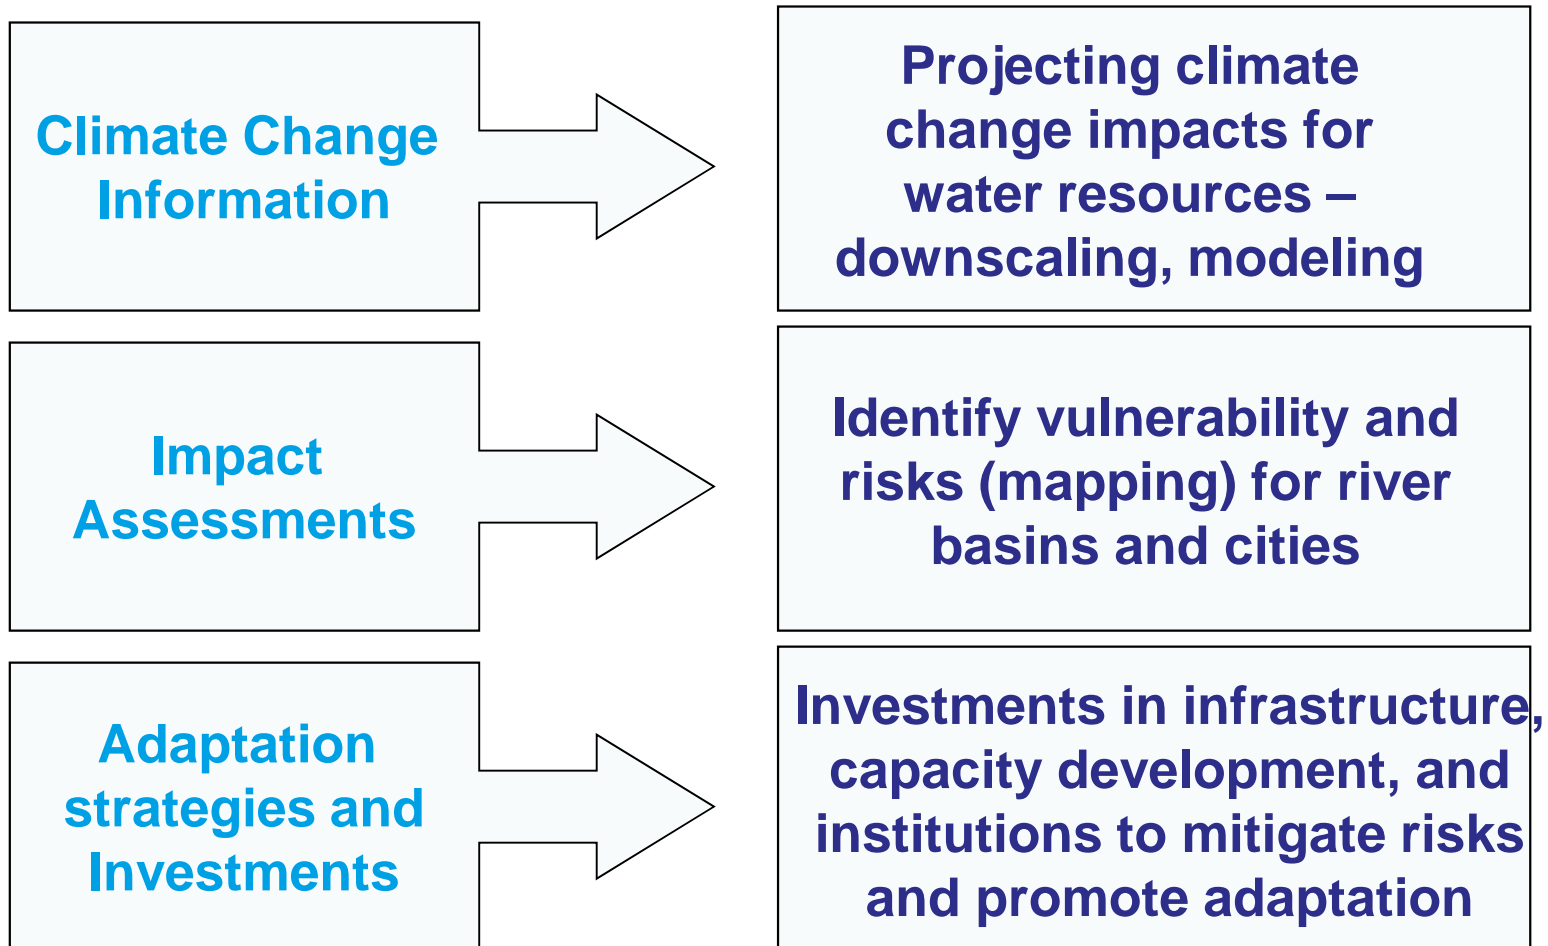 Climate Change
Information
Projecting climate
change impacts for
water resources –
downscaling, modeling
Impact
Assessments
Identify vulnerability and
risks (mapping) for river
basins and cities
Adaptation
strategies and
Investments
Investments in infrastructure,
capacity development, and
institutions to mitigate risks
and promote adaptation